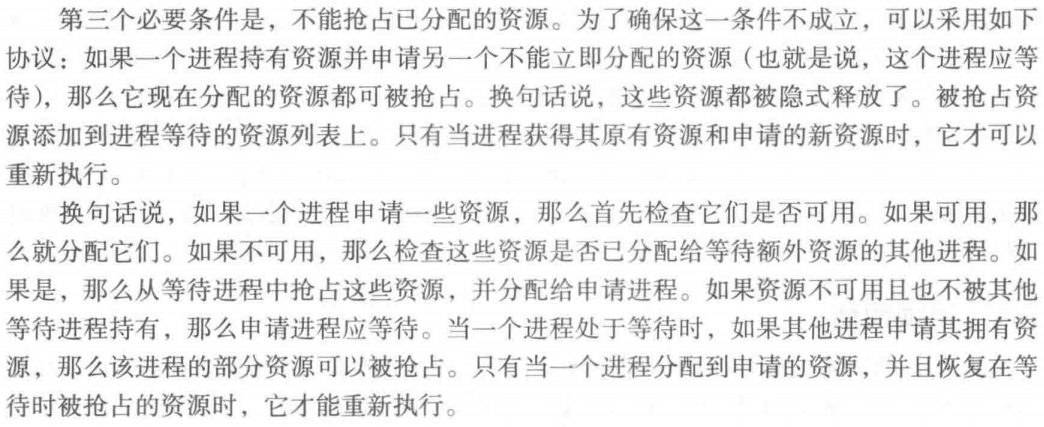 第三个必要条件是，不能抢占已分配的资源。为了确保这一条件不成立，可以采用如下
协议：如果一个进程持有资源并申请另一个不能立即分配的资源（也就是说，这个进程应等
待），那么它现在分配的资源都可被抢占。换句话说，这些资源都被隐式释放了。被抢占资
源添加到进程等待的资源列表上。只有当进程获得其原有资源和申请的新资源时，它才可以
重新执行。
换句话说，如果一个进程申请一些资源，那么首先检查它们是否可用。如果可用，那
么就分配它们。如果不可用，那么检查这些资源是否已分配给等待额外资源的其他进程。如
果是，那么从等待进程中抢占这些资源，并分配给申请进程。如果资源不可用且也不被其他
等待进程持有，那么申请进程应等待。当一个进程处于等待时，如果其他进程申请其拥有资
源，那么该进程的部分资源可以被抢占。只有当一个进程分配到申请的资源，并且恢复在等
待时被抢占的资源时，它才能重新执行。